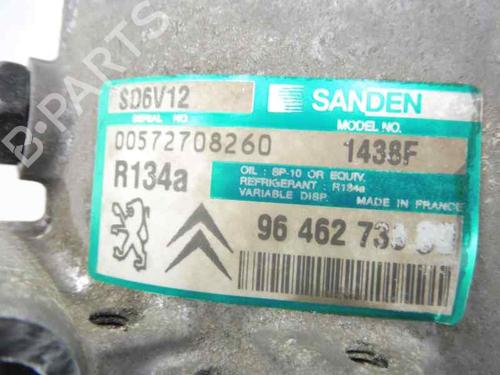 B-PARTS
SD6V12
SANDEN
SERIAL NO.
MODEL NO.
00572708260
1438F
R134a
OIL : SP-10 OR EQUIV.
REFRIGERANT : R134a
VARIABLE DISP.
MADE IN FRANCE
96 462 73